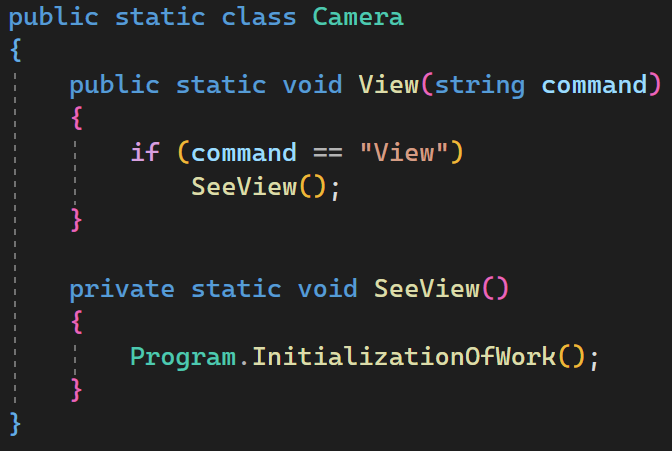 public static class Camera
{
    public static void View(string command)
    {
        if (command == "View")
            SeeView();
    }

    private static void SeeView()
    {
        Program.InitializationOfWork();
    }
}